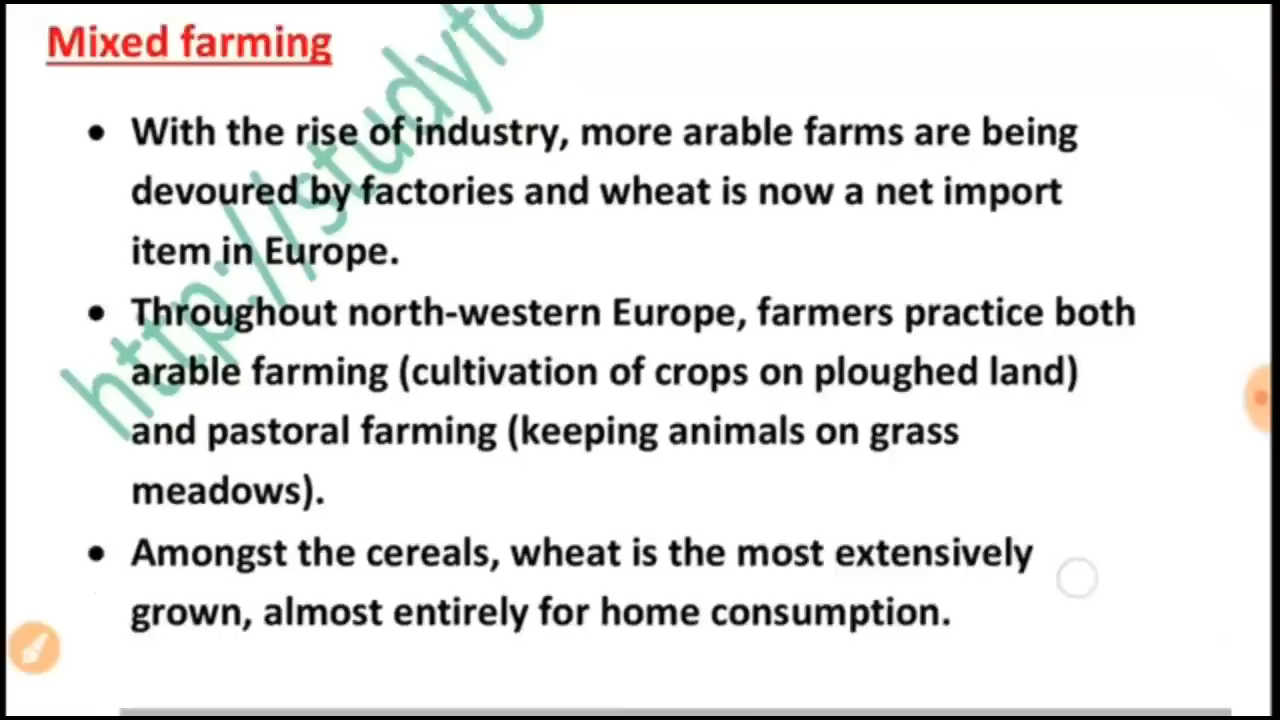 Mixed farming
• With the rise of industry, more arable farms are being
devoured by factories and wheat is now a net import
item in Europe.
• Throughout north-western Europe, farmers practice both
arable farming (cultivation of crops on ploughed land)
and pastoral farming (keeping animals on grass
meadows).
• Amongst the cereals, wheat is the most extensively
grown, almost entirely for home consumption.
http://studyfo